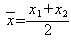 x̅ = (x₁ + x₂) / 2